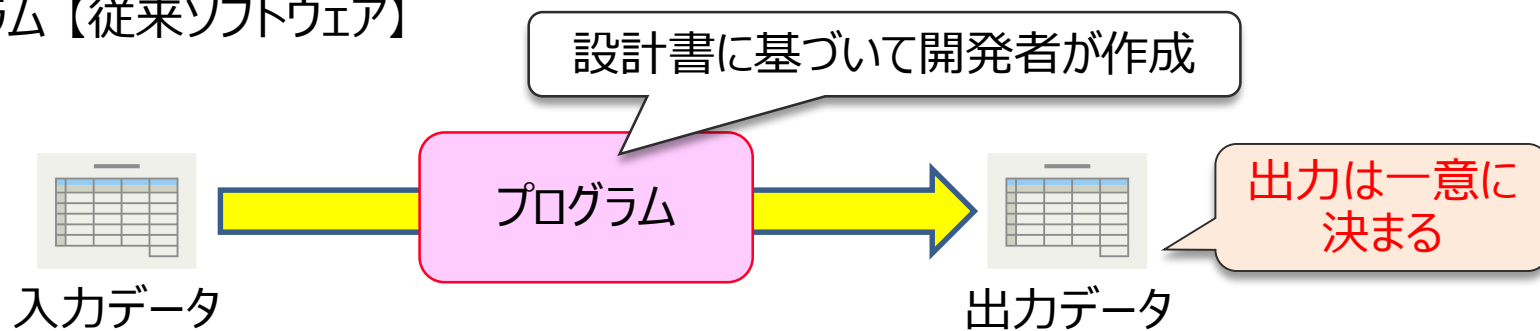 ム【従来ソフトウェア】
設計書に基づいて開発者が作成
プログラム
出力は一意に
決まる
入力データ
出力データ